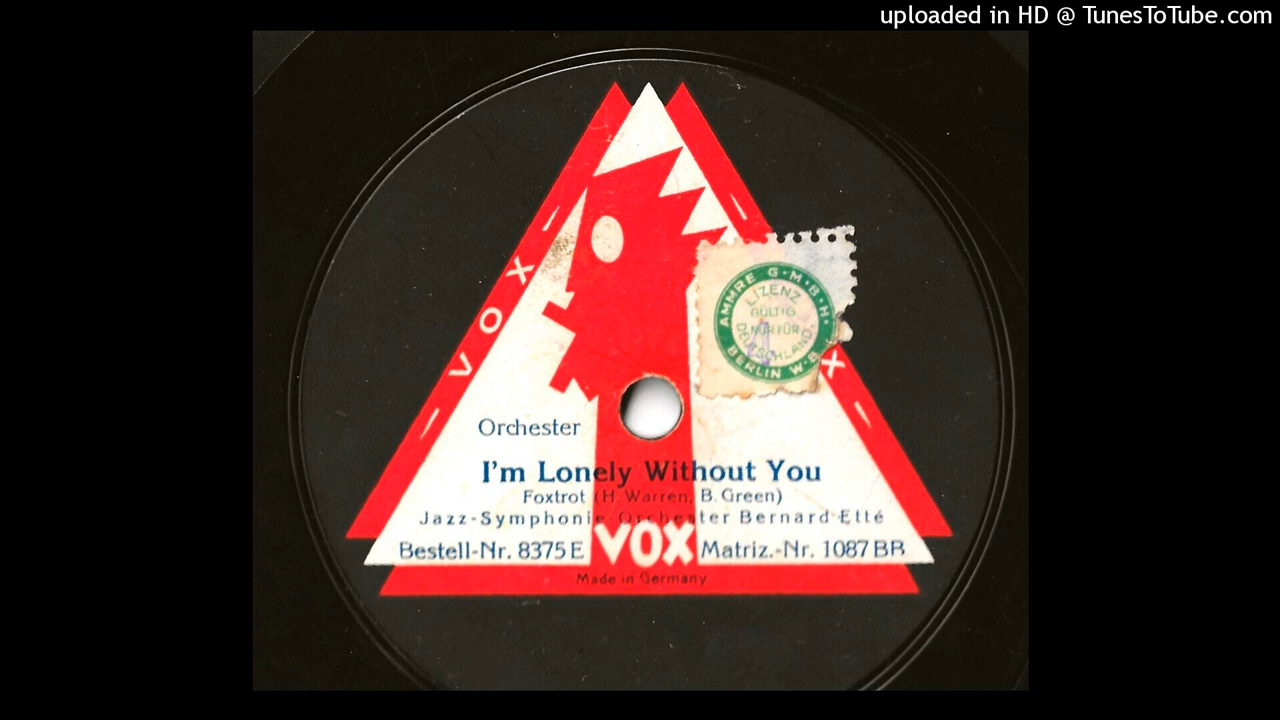 uploaded in HD @ TunesToTube.com
VOX
AMMRE G·M·B·H·
LIZENZ
GÜLTIG
NUR FÜR
DEUTSCHLAND.
BERLIN W·
X
Orchester
I'm Lonely Without You
Foxtrot (H. Warren, B. Green)
Jazz-Symphonie-Orchester Bernard Etté
Bestell-Nr. 8375 E VOX Matriz.-Nr. 1087 BB
Made in Germany